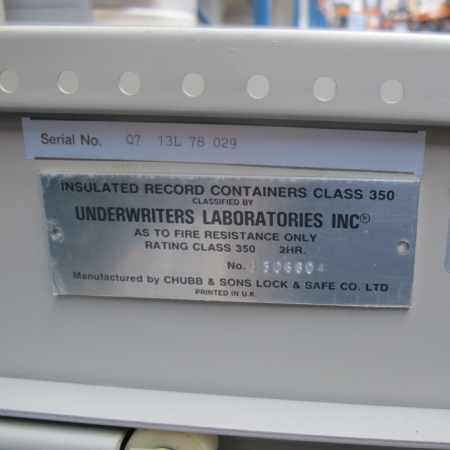 Serial No. Q7 13L 78 029
INSULATED RECORD CONTAINERS CLASS 350
CLASSIFIED BY
UNDERWRITERS LABORATORIES INC®
AS TO FIRE RESISTANCE ONLY
RATING CLASS 350 2HR.
No.
Manufactured by CHUBB & SONS LOCK & SAFE CO. LTD
PRINTED IN U.K.